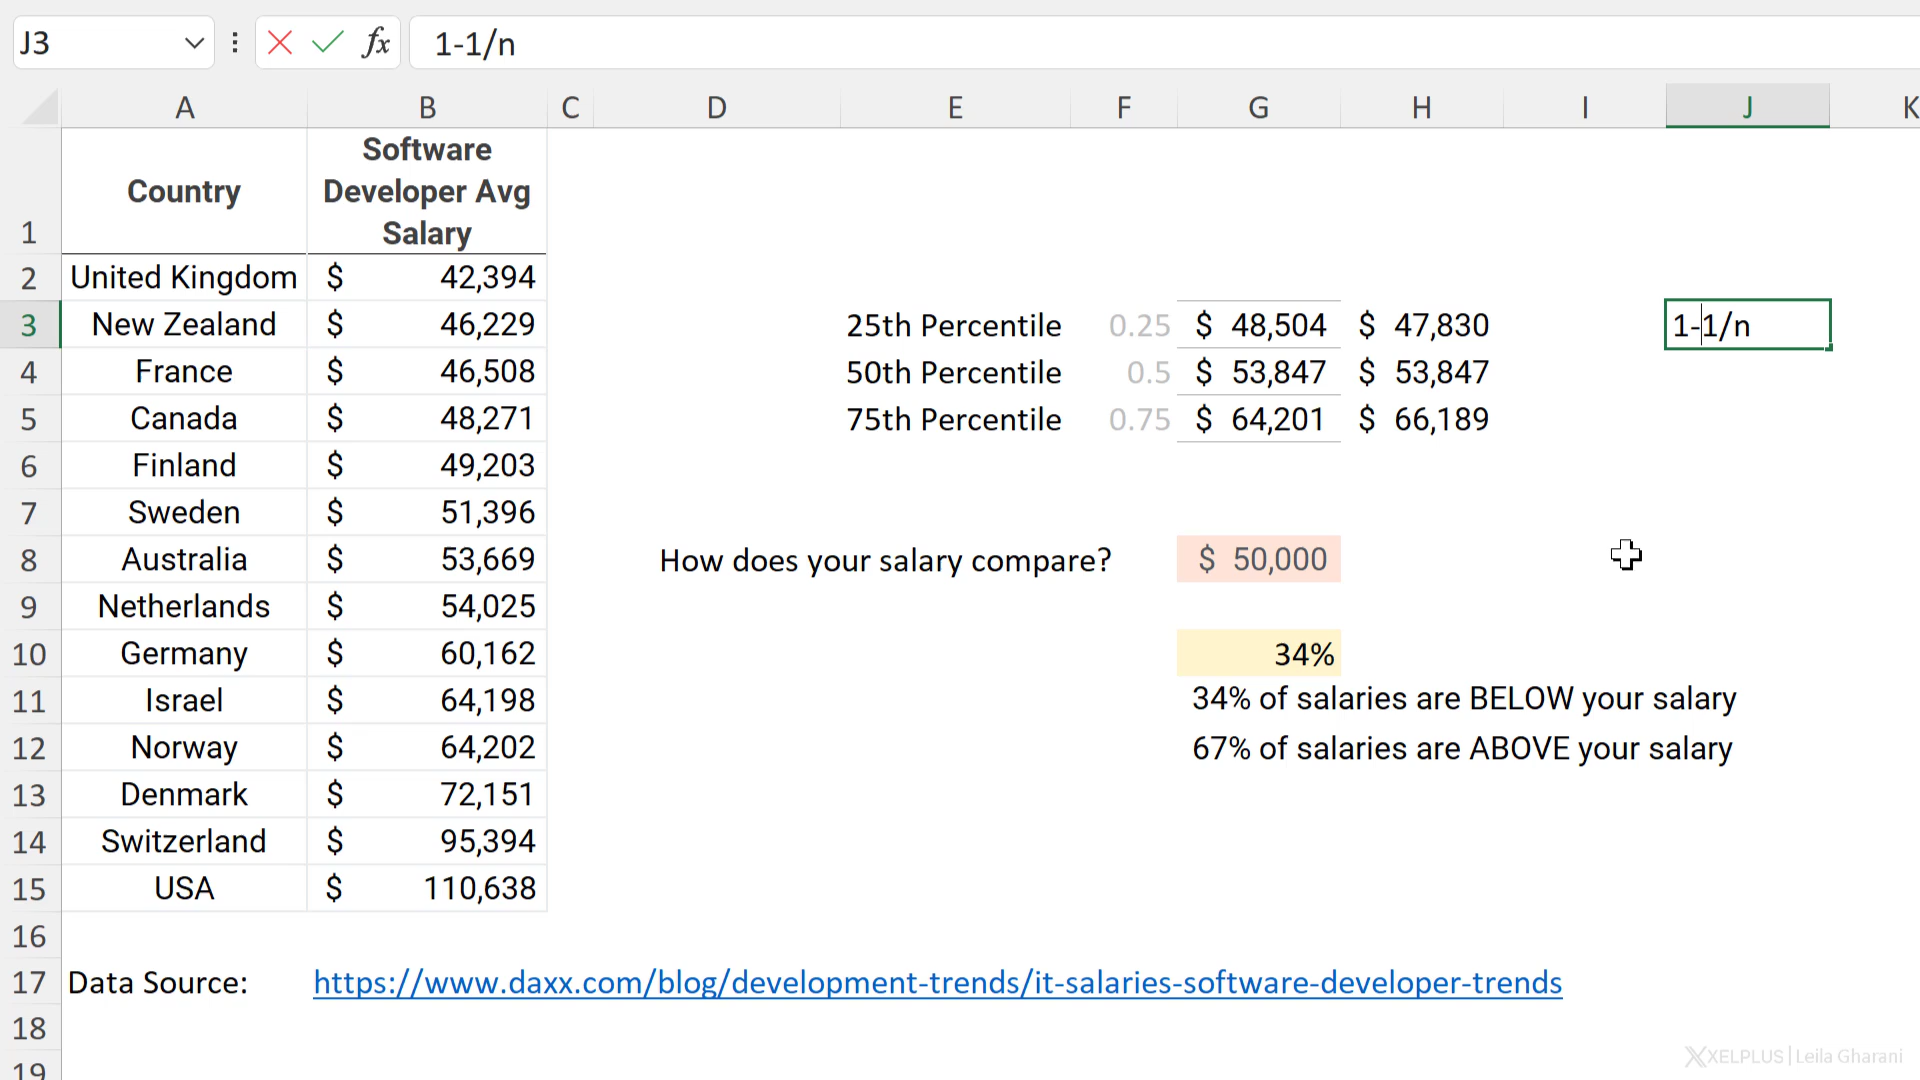 J3 fx 1-1/n
A B C D E F G H I J K
Country
Software
Developer Avg
Salary
1
2 United Kingdom $ 42,394
3 New Zealand $ 46,229 25th Percentile 0.25 $ 48,504 $ 47,830 1-1/n
4 France $ 46,508 50th Percentile 0.5 $ 53,847 $ 53,847
5 Canada $ 48,271 75th Percentile 0.75 $ 64,201 $ 66,189
6 Finland $ 49,203
7 Sweden $ 51,396
8 Australia $ 53,669 How does your salary compare? $ 50,000
9 Netherlands $ 54,025
10 Germany $ 60,162 34%
11 Israel $ 64,198 34% of salaries are BELOW your salary
12 Norway $ 64,202 67% of salaries are ABOVE your salary
13 Denmark $ 72,151
14 Switzerland $ 95,394
15 USA $ 110,638
16
17 Data Source: https://www.daxx.com/blog/development-trends/it-salaries-software-developer-trends
18
19
XELPLUS | Leila Gharani